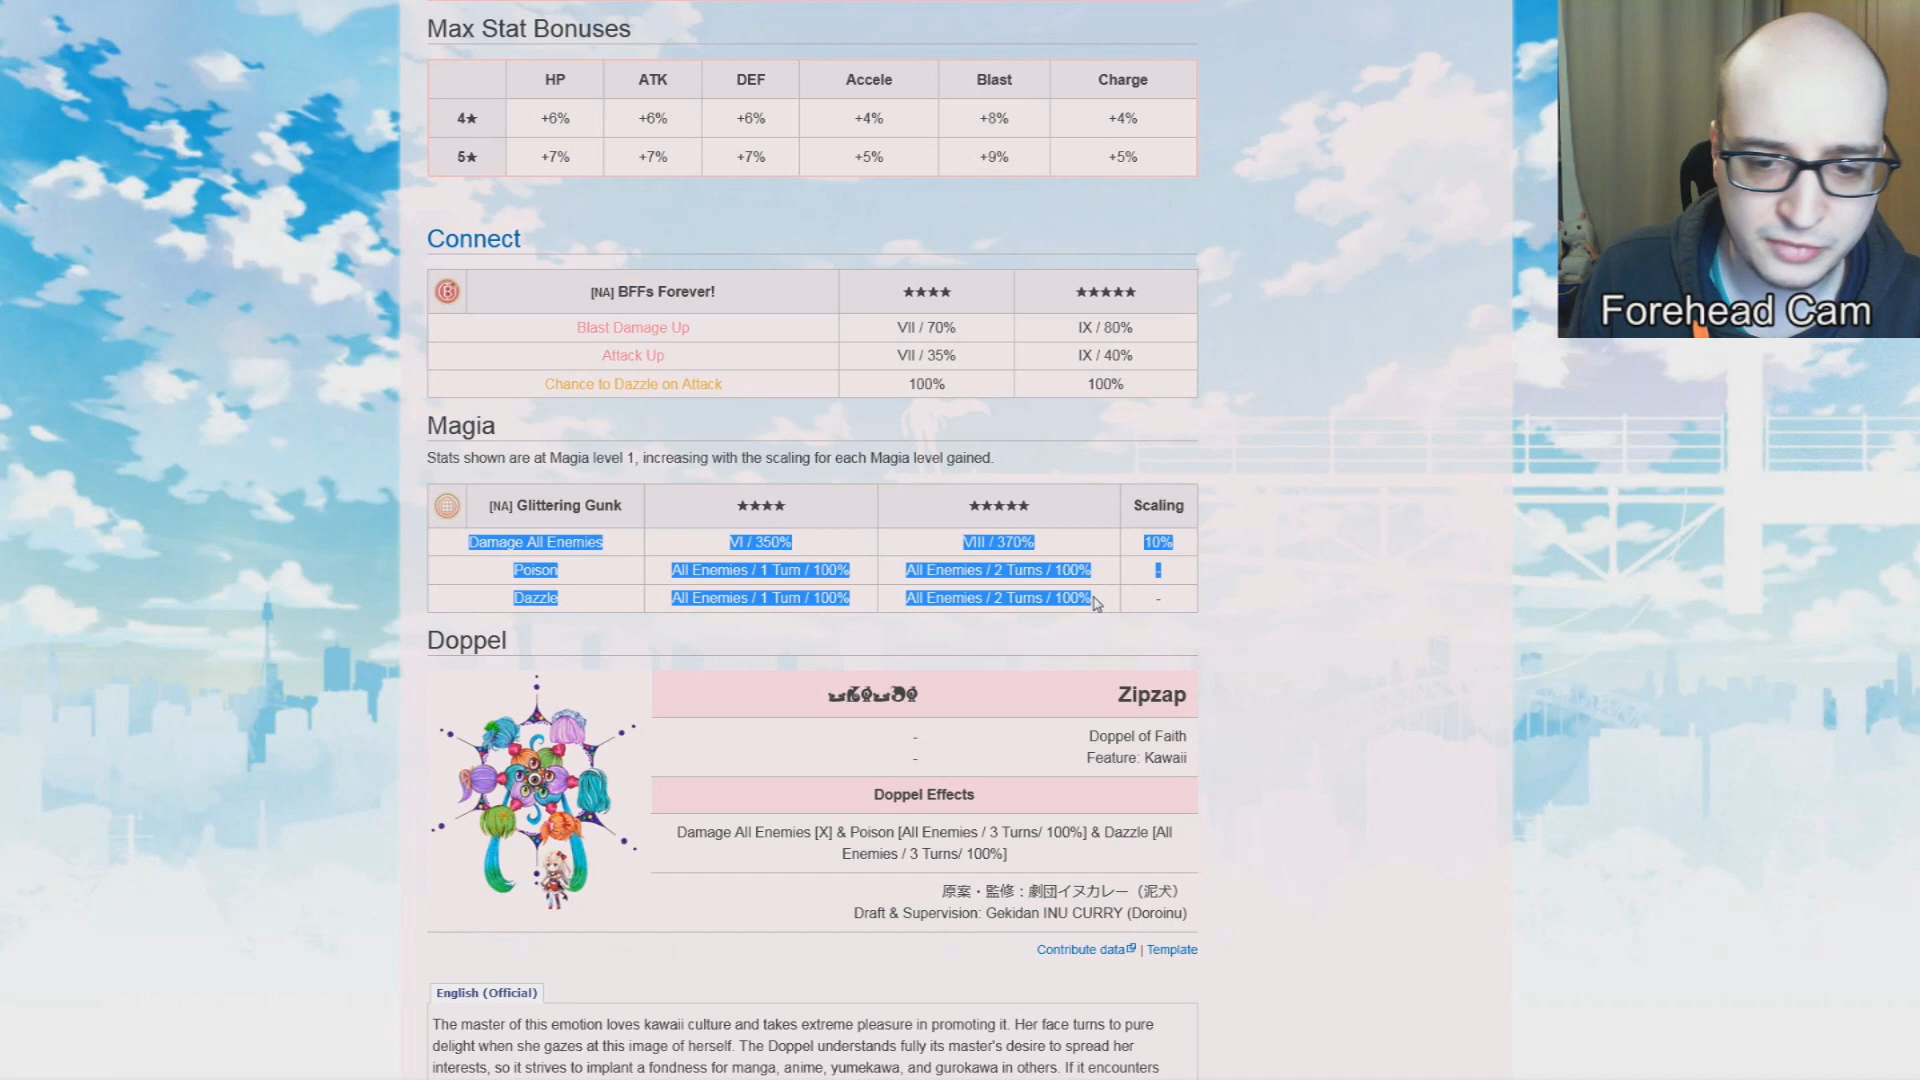 Max Stat Bonuses
HP ATK DEF Accele Blast Charge
4★ +6% +6% +6% +4% +8% +4%
5★ +7% +7% +7% +5% +9% +5%
Forehead Cam
Connect
[NA] BFFs Forever! ★★★★ ★★★★★
Blast Damage Up VII / 70% IX / 80%
Attack Up VII / 35% IX / 40%
Chance to Dazzle on Attack 100% 100%
Magia
Stats shown are at Magia level 1, increasing with the scaling for each Magia level gained.
[NA] Glittering Gunk ★★★★ ★★★★★ Scaling
Damage All Enemies VI / 350% VIII / 370% 10%
Poison All Enemies / 1 Turn / 100% All Enemies / 2 Turns / 100% -
Dazzle All Enemies / 1 Turn / 100% All Enemies / 2 Turns / 100% -
Doppel
Zipzap
- Doppel of Faith
- Feature: Kawaii
Doppel Effects
Damage All Enemies [X] & Poison [All Enemies / 3 Turns/ 100%] & Dazzle [All
Enemies / 3 Turns/ 100%]
原案・監修：劇団イヌカレー（泥犬）
Draft & Supervision: Gekidan INU CURRY (Doroinu)
Contribute data | Template
English (Official)
The master of this emotion loves kawaii culture and takes extreme pleasure in promoting it. Her face turns to pure
delight when she gazes at this image of herself. The Doppel understands fully its master's desire to spread her
interests, so it strives to implant a fondness for manga, anime, yumekawa, and gurokawa in others. If it encounters